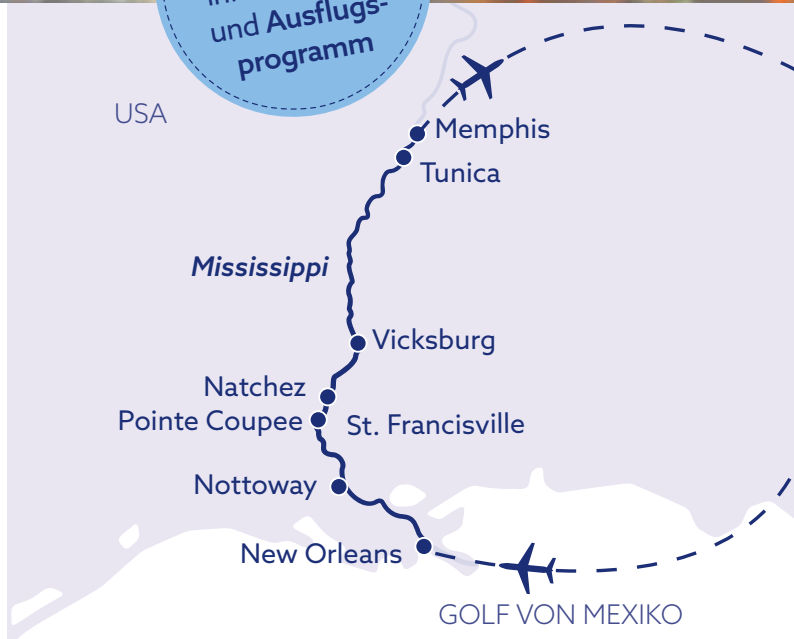 und Ausflugs-
programm
USA
Memphis
Tunica
Mississippi
Vicksburg
Natchez
Pointe Coupee
St. Francisville
Nottoway
New Orleans
GOLF VON MEXIKO